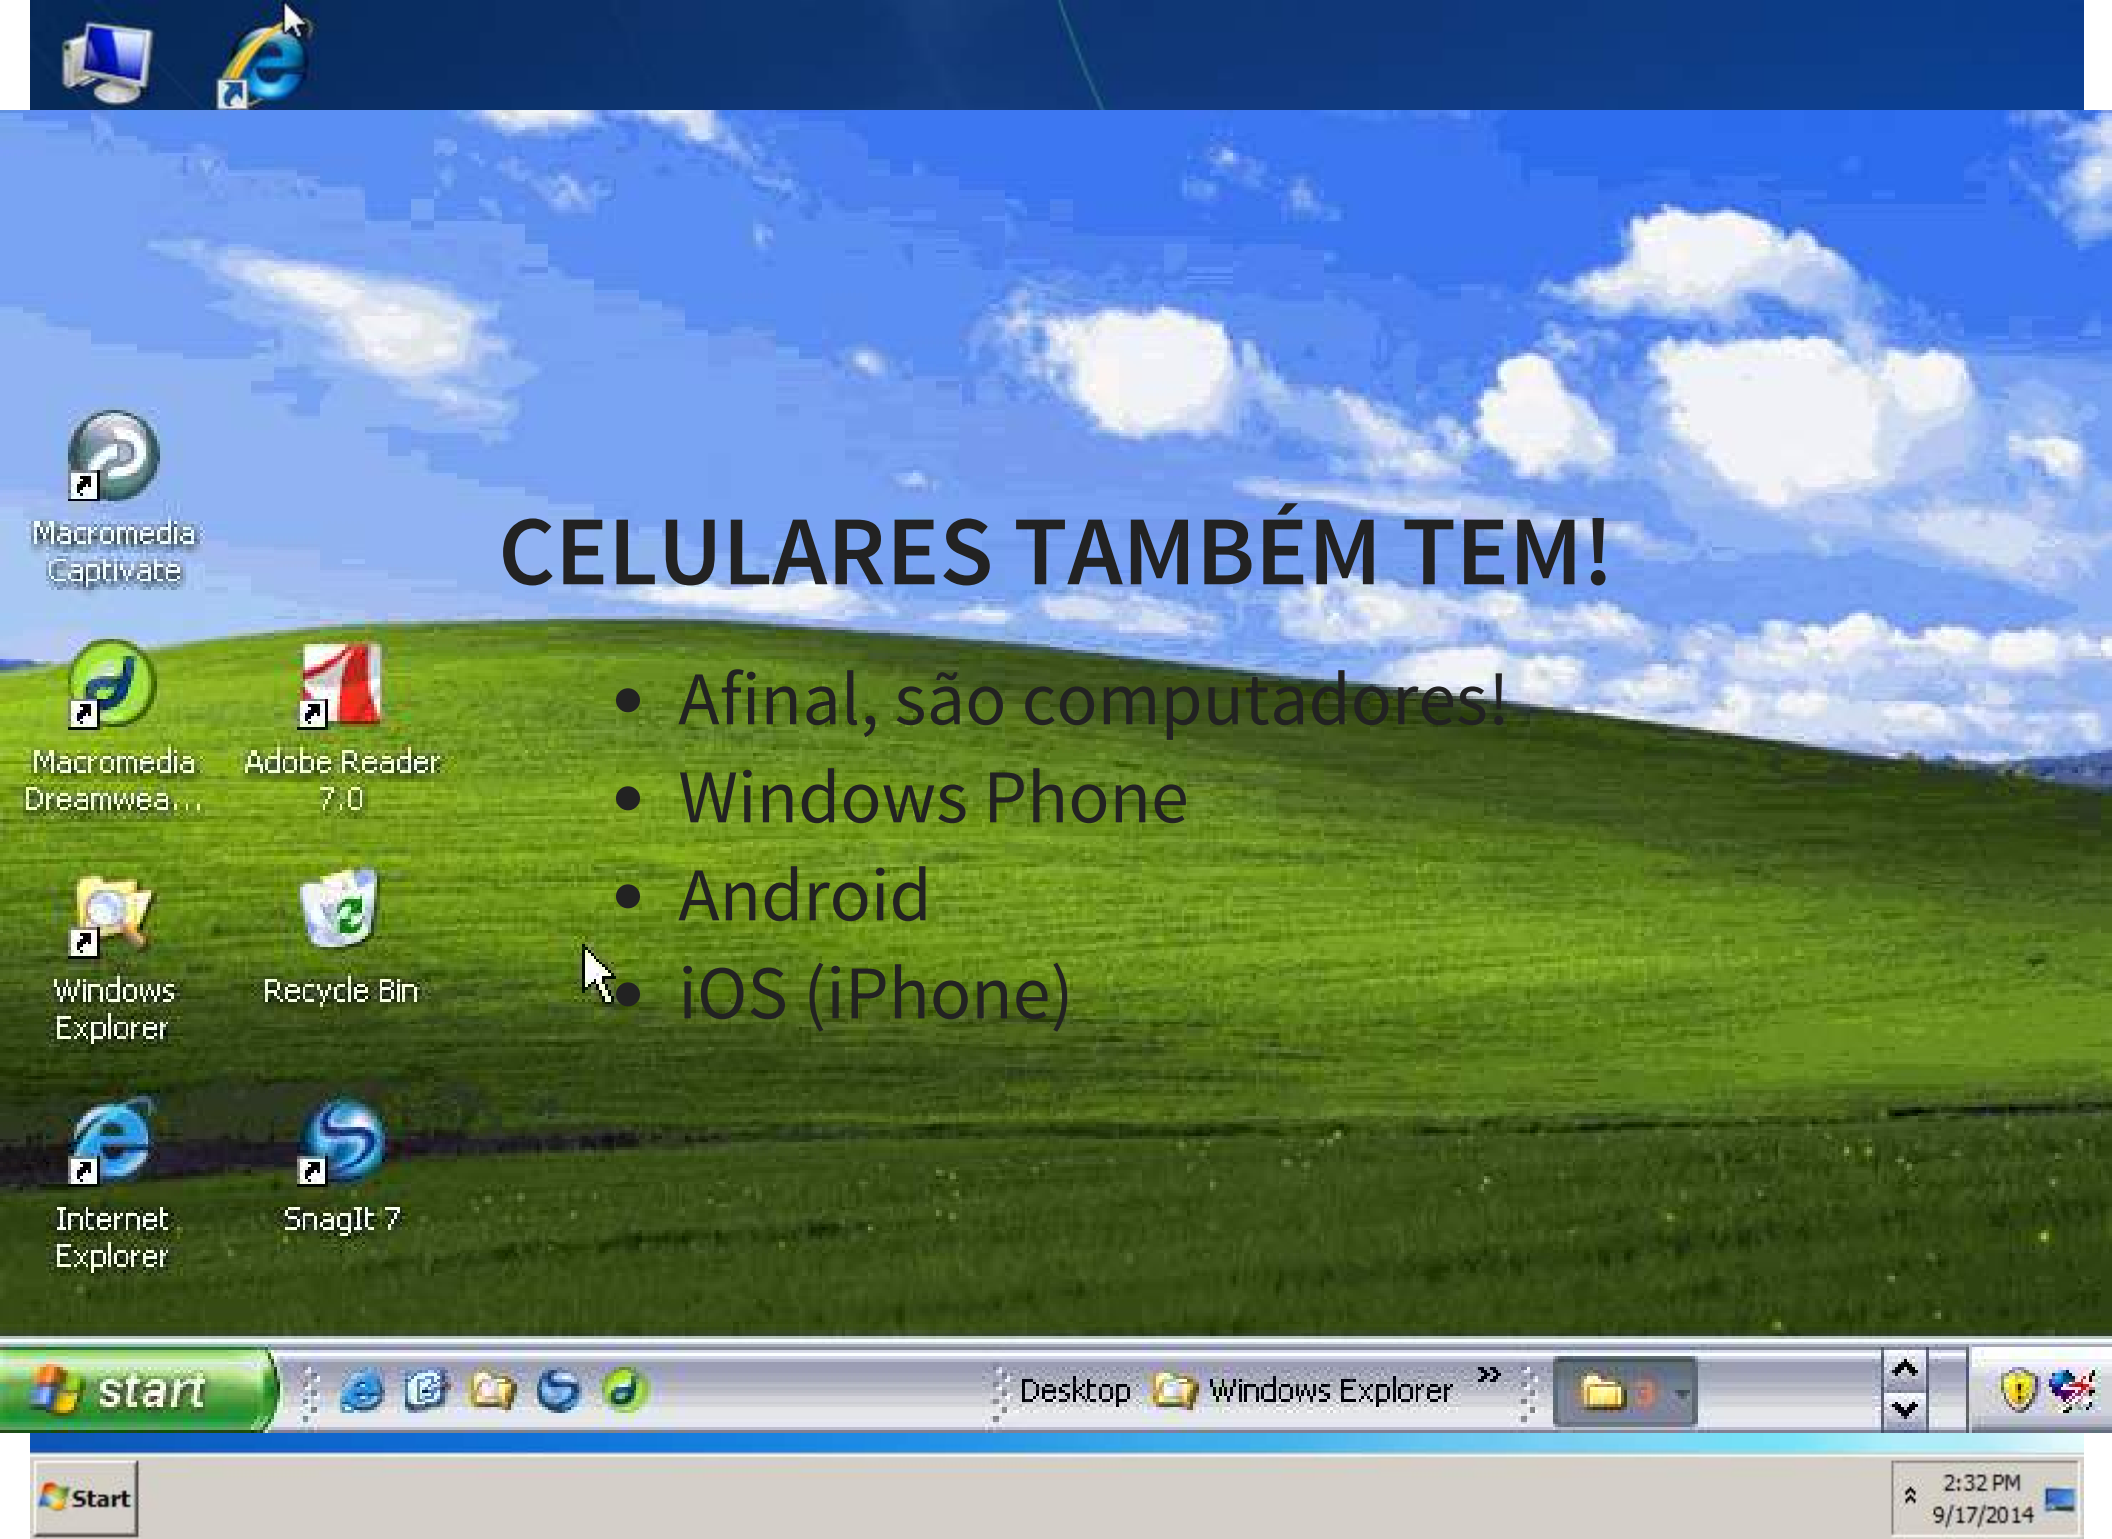 Macromedia
Captivate
CELULARES TAMBÉM TEM!
Macromedia
Dreamwea...
Adobe Reader
7.0
• Afinal, são computadores!
• Windows Phone
• Android
• iOS (iPhone)
Windows
Explorer
Recycle Bin
Internet
Explorer
SnagIt 7
start
Desktop
Windows Explorer
»
3
Start
2:32 PM
9/17/2014